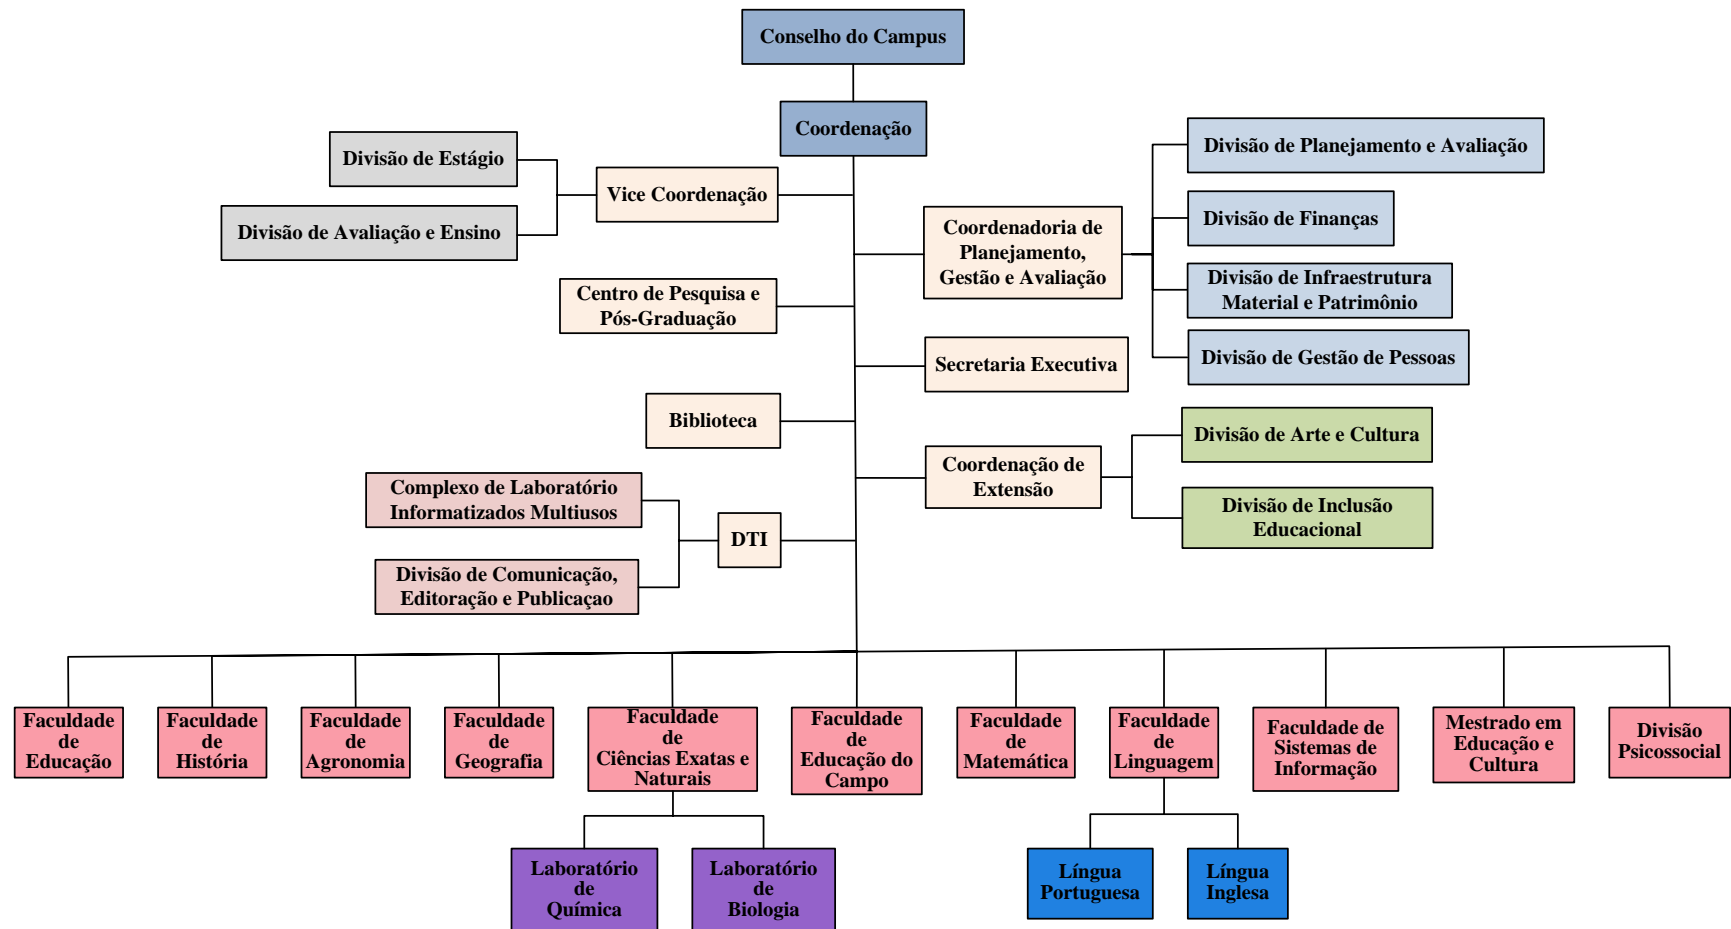 Conselho do Campus
Coordenação
Divisão de Estágio
Divisão de Planejamento e Avaliação
Vice Coordenação
Divisão de Avaliação e Ensino
Divisão de Finanças
Coordenadoria de
Planejamento,
Gestão e Avaliação
Divisão de Infraestrutura
Material e Patrimônio
Centro de Pesquisa e
Pós-Graduação
Secretaria Executiva
Divisão de Gestão de Pessoas
Biblioteca
Divisão de Arte e Cultura
Coordenação de
Extensão
Complexo de Laboratório
Informatizados Multiusos
Divisão de Inclusão
Educacional
DTI
Divisão de Comunicação,
Editoração e Publicaçao
Faculdade
de
Educação
Faculdade
de
História
Faculdade
de
Agronomia
Faculdade
de
Geografia
Faculdade
de
Ciências Exatas e
Naturais
Faculdade
de
Educação do
Campo
Faculdade
de
Matemática
Faculdade
de
Linguagem
Faculdade de
Sistemas de
Informação
Mestrado em
Educação e
Cultura
Divisão
Psicossocial
Laboratório
de
Química
Laboratório
de
Biologia
Língua
Portuguesa
Língua
Inglesa